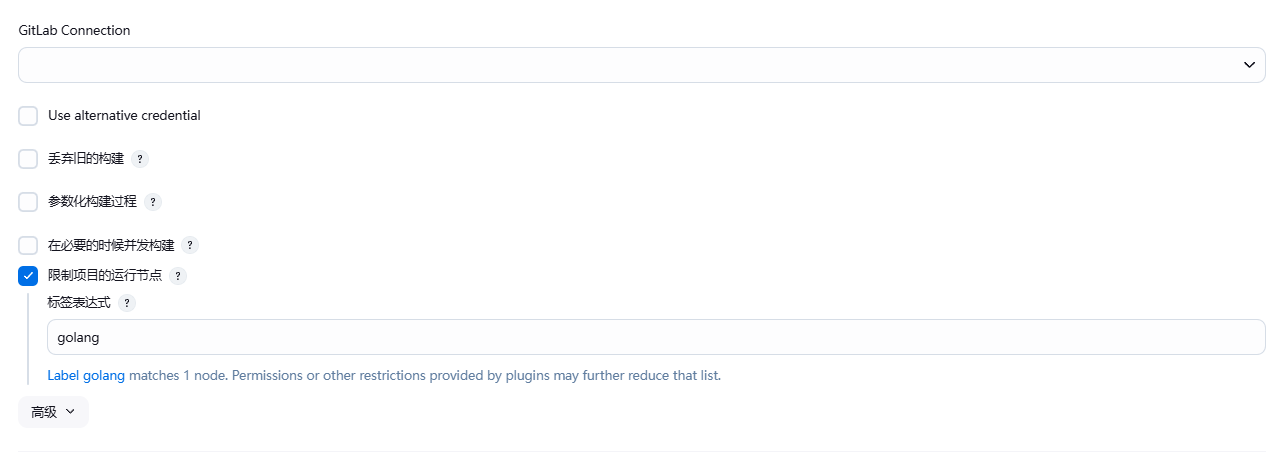 GitLab Connection
Use alternative credential
丢弃旧的构建 ?
参数化构建过程 ?
在必要的时候并发构建 ?
限制项目的运行节点 ?
标签表达式 ?
golang
Label golang matches 1 node. Permissions or other restrictions provided by plugins may further reduce that list.
高级